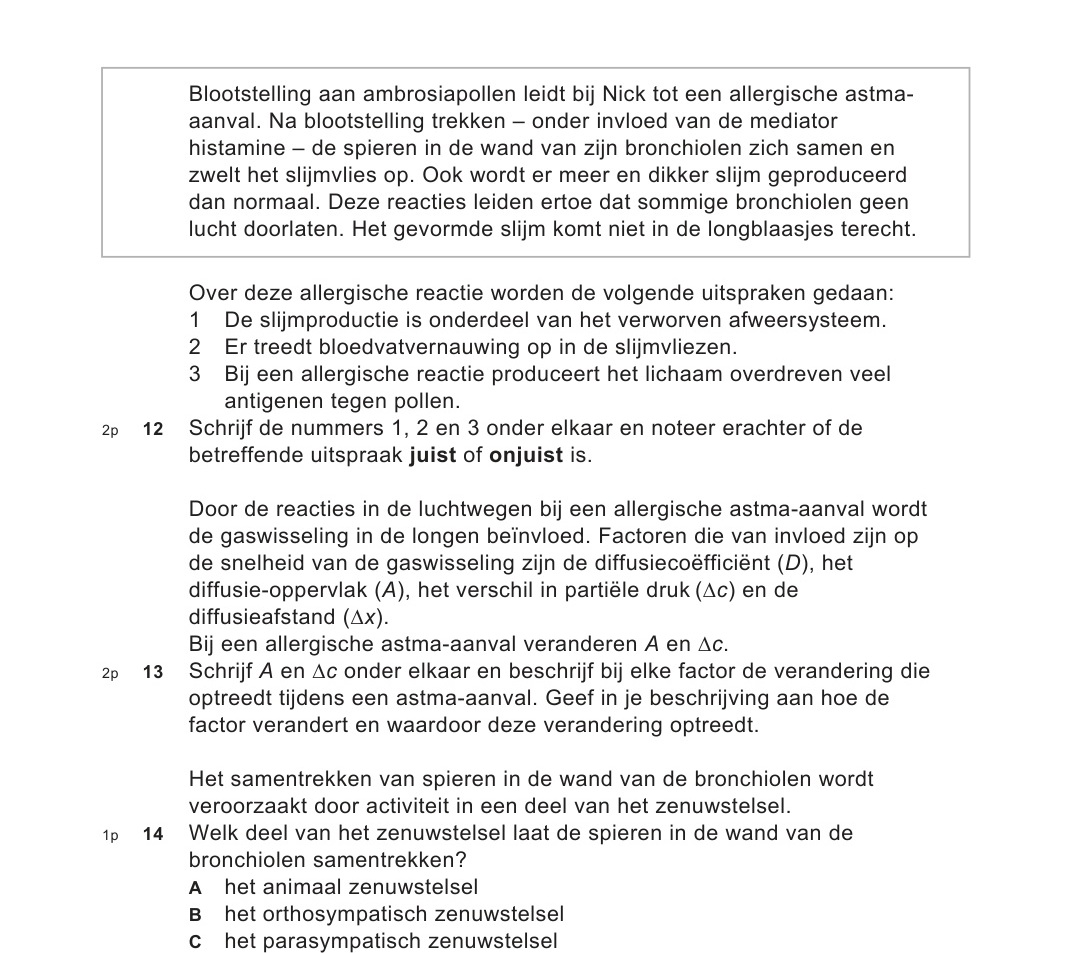 Blootstelling aan ambrosiapollen leidt bij Nick tot een allergische astma-
aanval. Na blootstelling trekken – onder invloed van de mediator
histamine – de spieren in de wand van zijn bronchiolen zich samen en
zwelt het slijmvlies op. Ook wordt er meer en dikker slijm geproduceerd
dan normaal. Deze reacties leiden ertoe dat sommige bronchiolen geen
lucht doorlaten. Het gevormde slijm komt niet in de longblaasjes terecht.
Over deze allergische reactie worden de volgende uitspraken gedaan:
1 De slijmproductie is onderdeel van het verworven afweersysteem.
2 Er treedt bloedvatvernauwing op in de slijmvliezen.
3 Bij een allergische reactie produceert het lichaam overdreven veel
antigenen tegen pollen.
2p 12 Schrijf de nummers 1, 2 en 3 onder elkaar en noteer erachter of de
betreffende uitspraak juist of onjuist is.
Door de reacties in de luchtwegen bij een allergische astma-aanval wordt
de gaswisseling in de longen beïnvloed. Factoren die van invloed zijn op
de snelheid van de gaswisseling zijn de diffusiecoëfficiënt (D), het
diffusie-oppervlak (A), het verschil in partiële druk (Δc) en de
diffusieafstand (Δx).
Bij een allergische astma-aanval veranderen A en Δc.
2p 13 Schrijf A en Δc onder elkaar en beschrijf bij elke factor de verandering die
optreedt tijdens een astma-aanval. Geef in je beschrijving aan hoe de
factor verandert en waardoor deze verandering optreedt.
Het samentrekken van spieren in de wand van de bronchiolen wordt
veroorzaakt door activiteit in een deel van het zenuwstelsel.
1p 14 Welk deel van het zenuwstelsel laat de spieren in de wand van de
bronchiolen samentrekken?
A het animaal zenuwstelsel
B het orthosympatisch zenuwstelsel
C het parasympatisch zenuwstelsel